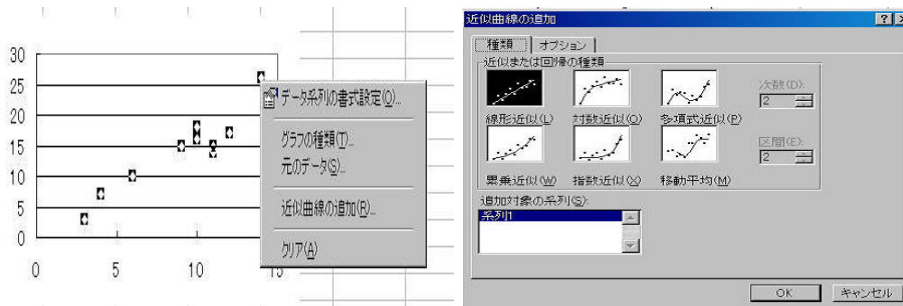 30
25
20
15
10
5
0
0 5 10 15
データ系列の書式設定(O)...
グラフの種類(T)...
元のデータ(S)...
近似曲線の追加(R)...
クリア(A)
近似曲線の追加
種類 オプション
近似または回帰の種類
線形近似(L) 対数近似(O) 多項式近似(P)
次数(D):
2
累乗近似(W) 指数近似(X) 移動平均(M)
区間(E):
2
追加対象の系列(S):
系列1
OK キャンセル